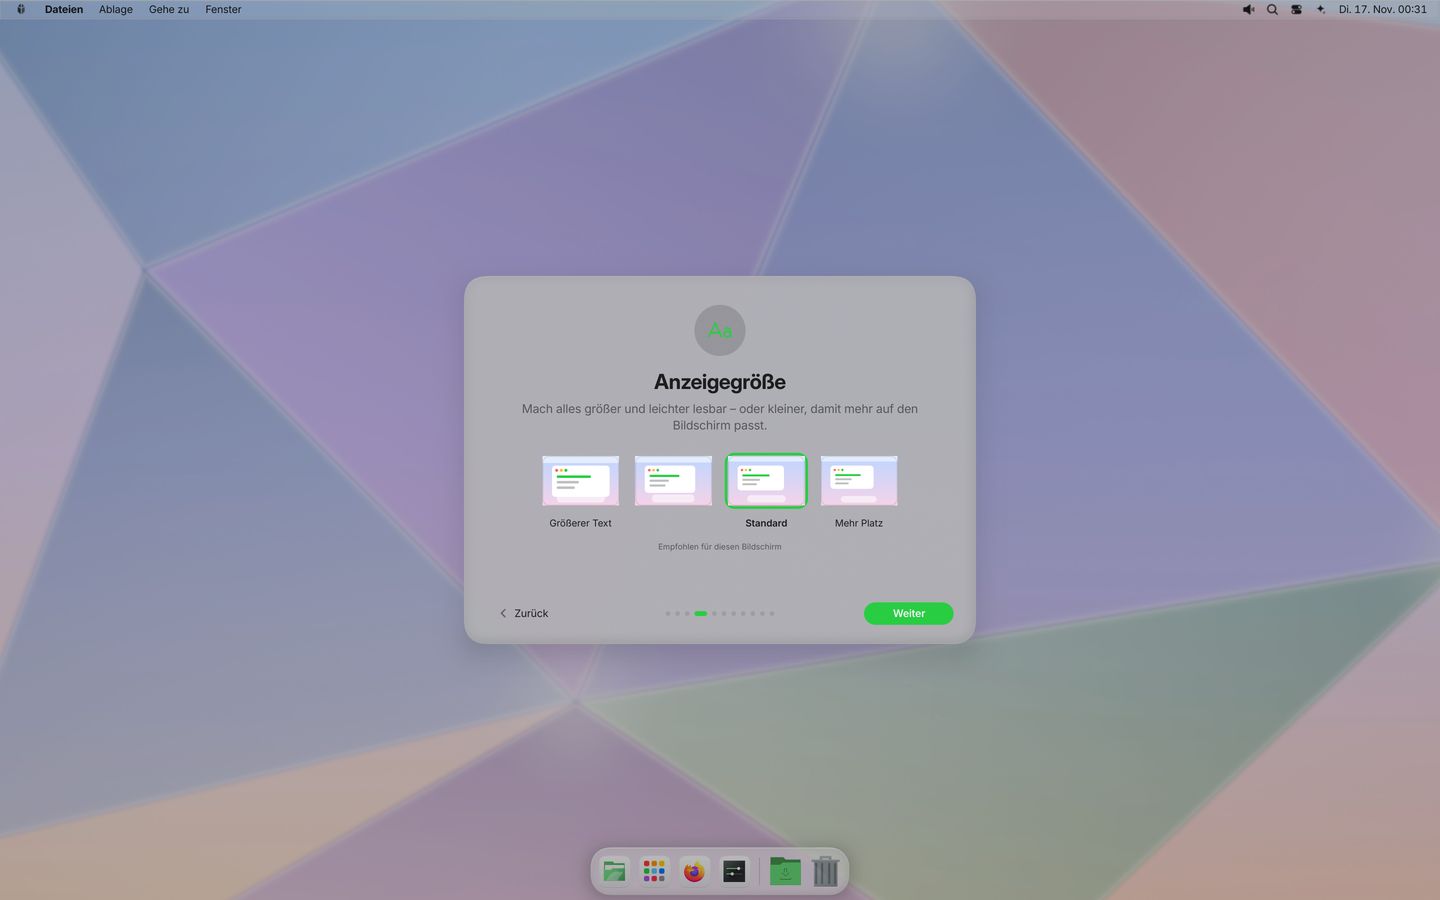 Dateien Ablage Gehe zu Fenster Di. 17. Nov. 00:31
Aa
Anzeigegröße
Mach alles größer und leichter lesbar – oder kleiner, damit mehr auf den
Bildschirm passt.
Größerer Text Standard Mehr Platz
Empfohlen für diesen Bildschirm
Zurück Weiter